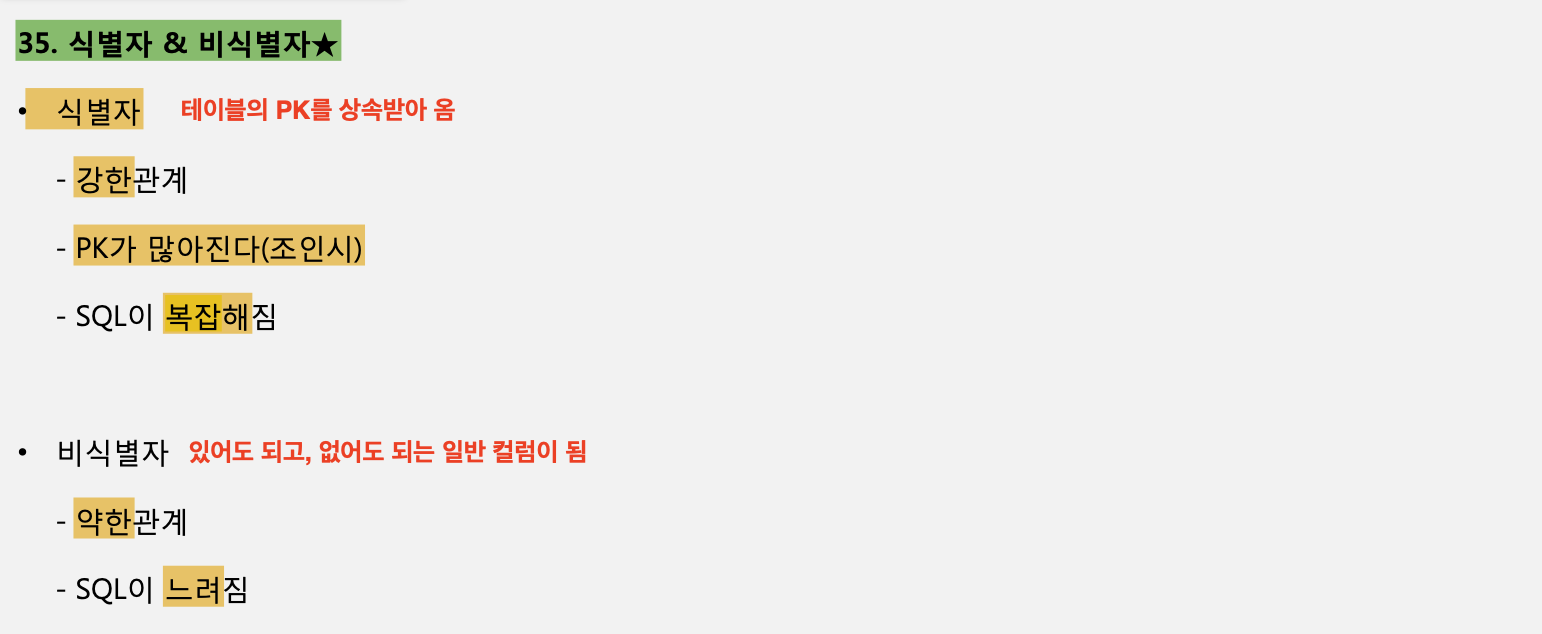 35. 식별자 & 비식별자★
• 식별자 테이블의 PK를 상속받아 옴
- 강한관계
- PK가 많아진다(조인시)
- SQL이 복잡해짐
• 비식별자 있어도 되고, 없어도 되는 일반 컬럼이 됨
- 약한관계
- SQL이 느려짐